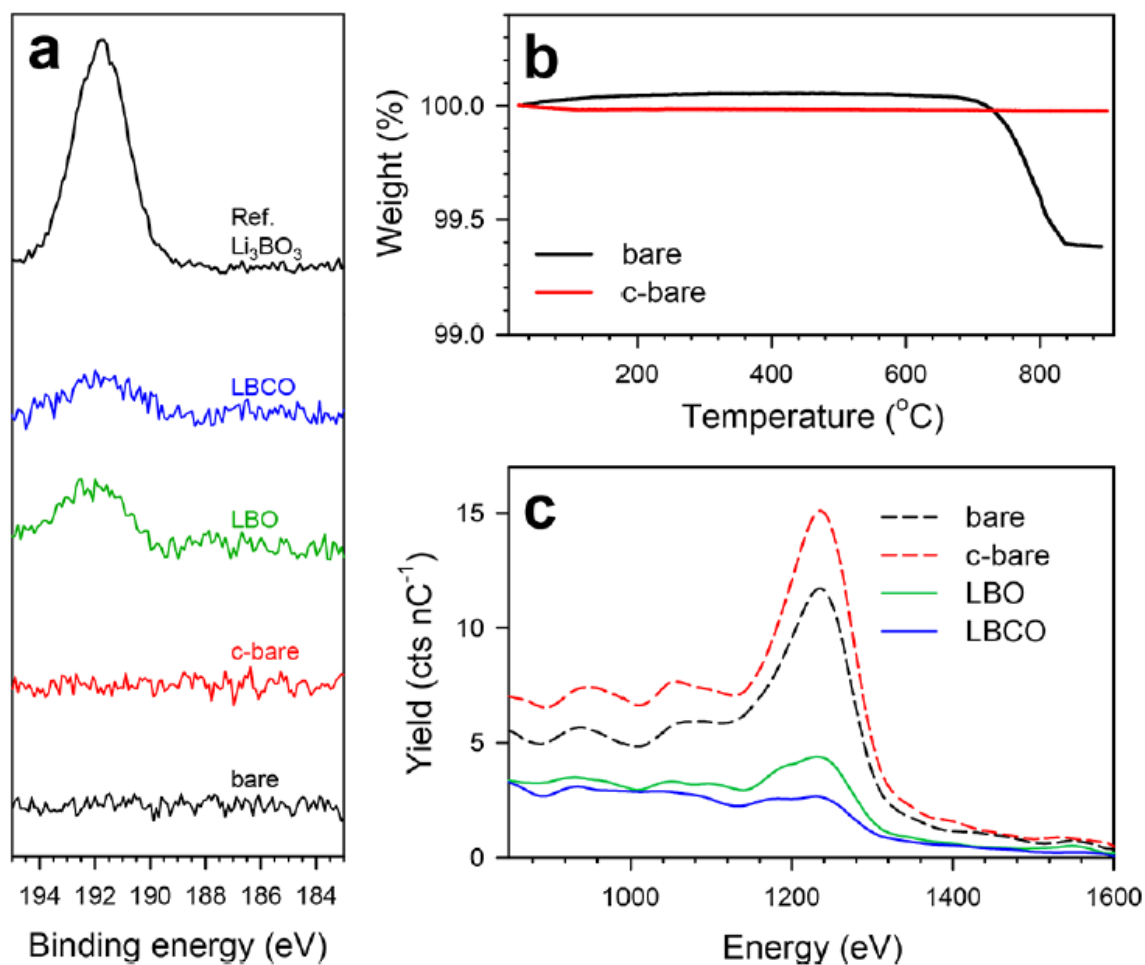 a
Ref.
Li₃BO₃
LBCO
LBO
c-bare
bare
194 192 190 188 186 184
Binding energy (eV)
b
100.0
99.5
99.0
Weight (%)
bare
c-bare
200 400 600 800
Temperature (°C)
c
15
10
5
0
Yield (cts nC⁻¹)
bare
c-bare
LBO
LBCO
1000 1200 1400 1600
Energy (eV)